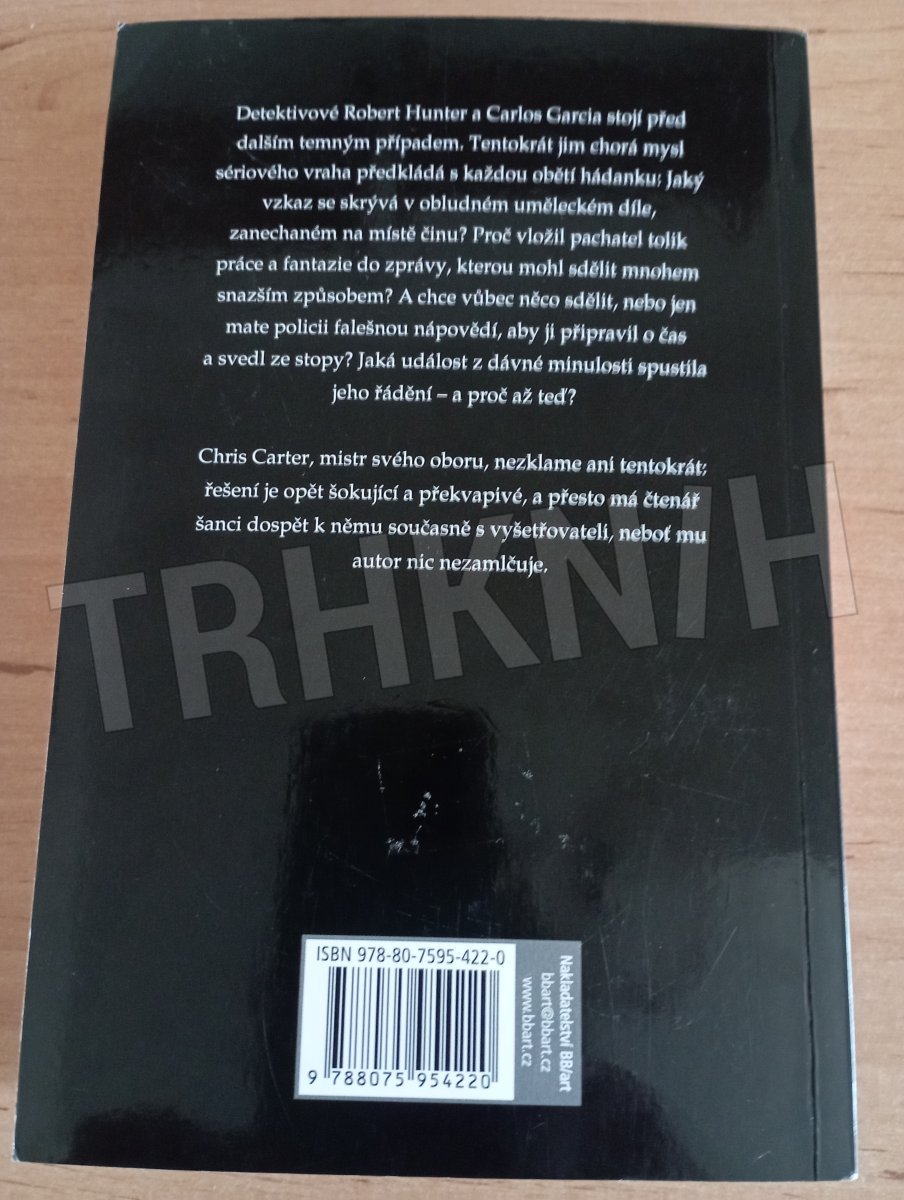 Detektivové Robert Hunter a Carlos Garcia stojí před
dalším temným případem. Tentokrát jim chorá mysl
sériového vraha předkládá s každou obětí hádanku: Jaký
vzkaz se skrývá v obludném uměleckém díle,
zanechaném na místě činu? Proč vložil pachatel tolik
práce a fantazie do zprávy, kterou mohl sdělit mnohem
snazším způsobem? A chce vůbec něco sdělit, nebo jen
mate policii falešnou nápovědí, aby ji připravil o čas
a svedl ze stopy? Jaká událost z dávné minulosti spustila
jeho řádění – a proč až teď?
Chris Carter, mistr svého oboru, nezklame ani tentokrát;
řešení je opět šokující a překvapivé, a přesto má čtenář
šanci dospět k němu současně s vyšetřovateli, neboť mu
autor nic nezamlčuje.
TRHKNIH
ISBN 978-80-7595-422-0
9 788075 954220
Nakladatelství BB/art
bbart@bbart.cz
www.bbart.cz